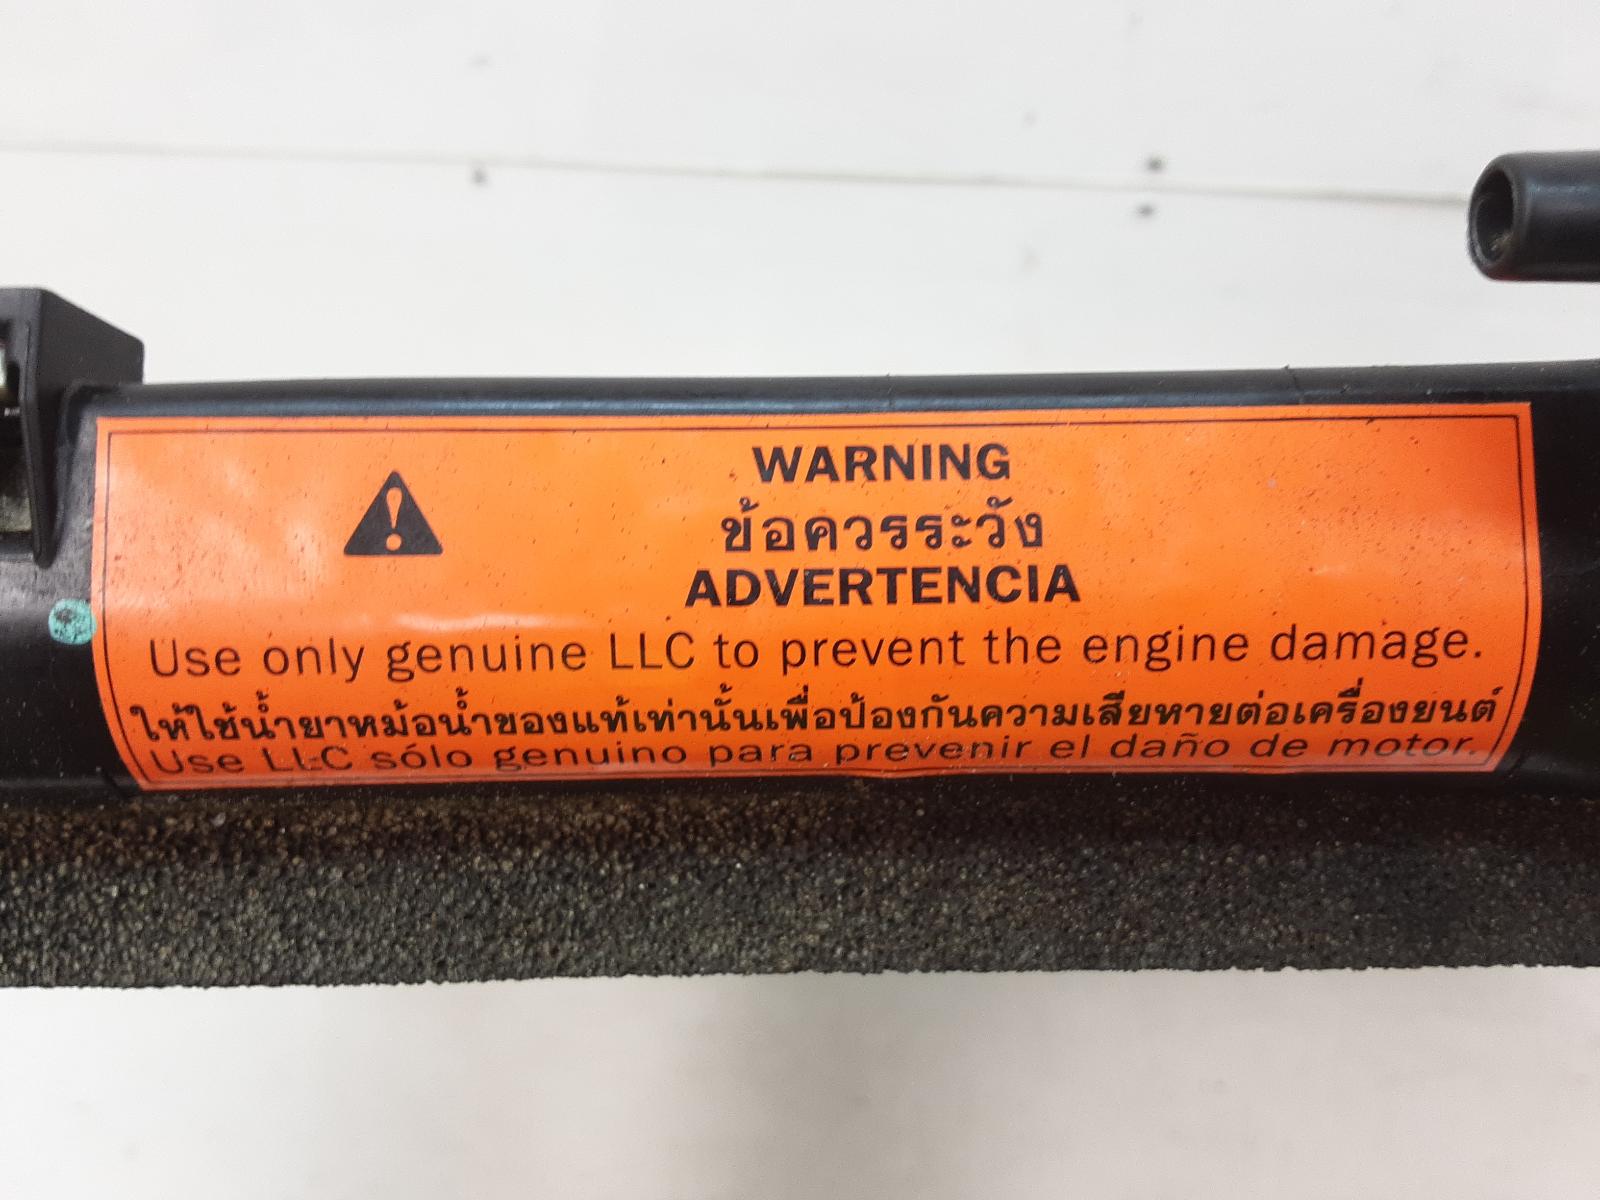 WARNING
ข้อควรระวัง
ADVERTENCIA
Use only genuine LLC to prevent the engine damage.
ให้ใช้น้ำยาหม้อน้ำของแท้เท่านั้นเพื่อป้องกันความเสียหายต่อเครื่องยนต์
Use LLC sólo genuino para prevenir el daño de motor.